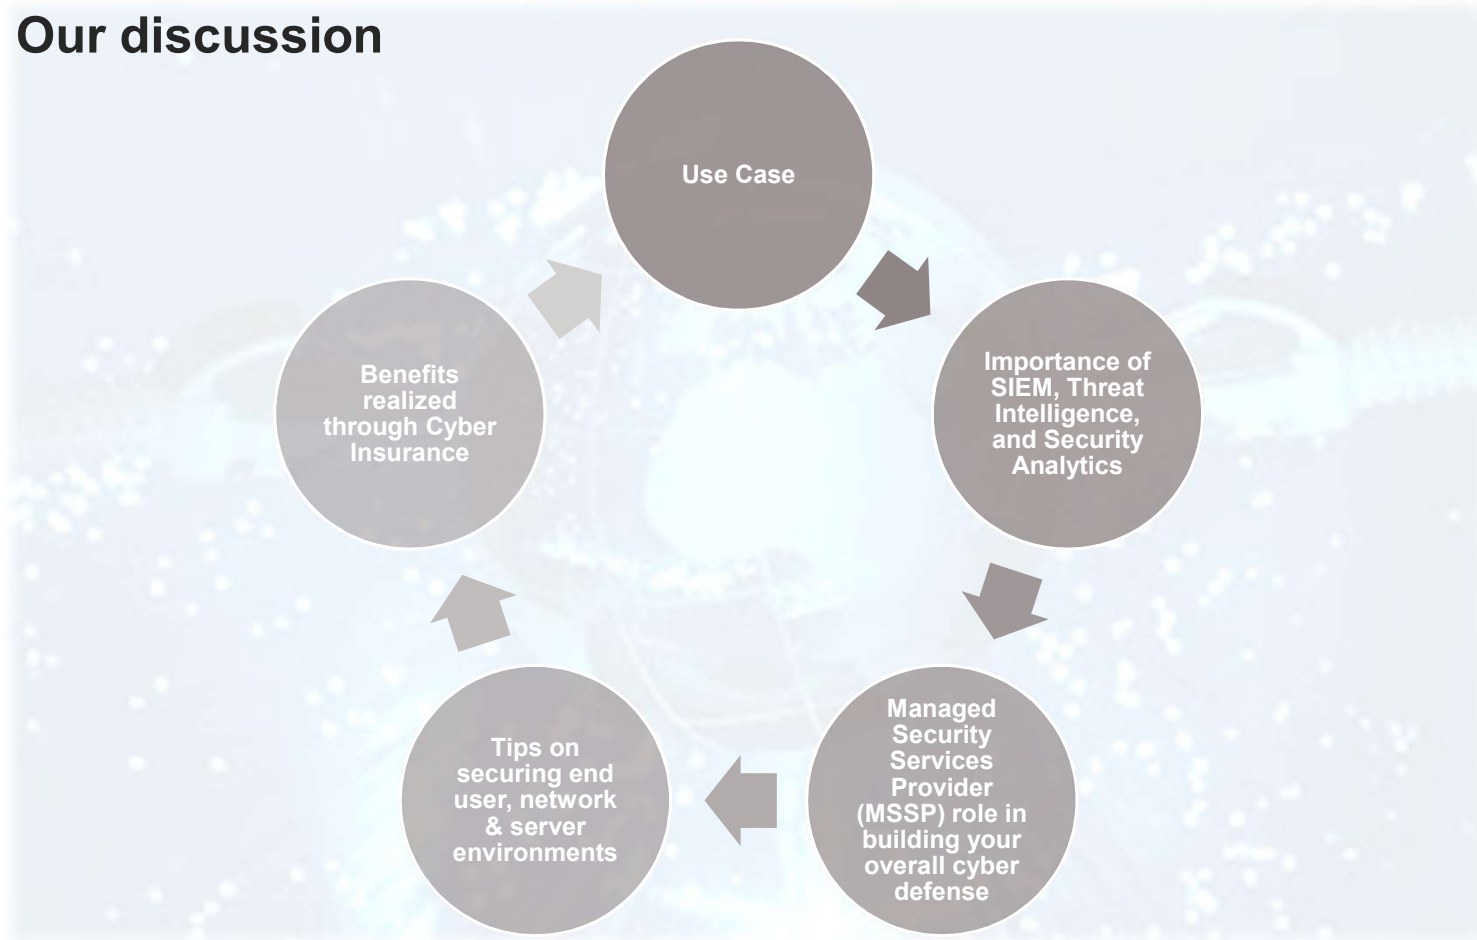 Our discussion
Use Case
Importance of
SIEM, Threat
Intelligence,
and Security
Analytics
Managed
Security
Services
Provider
(MSSP) role in
building your
overall cyber
defense
Tips on
securing end
user, network
& server
environments
Benefits
realized
through Cyber
Insurance